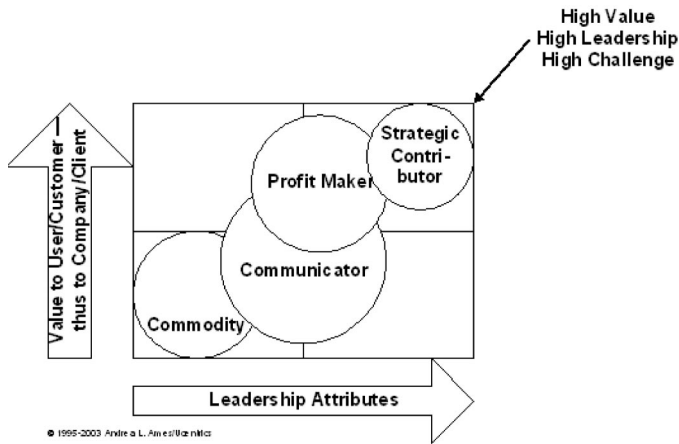 High Value
High Leadership
High Challenge
Strategic
Contri-
butor
Profit Maker
Communicator
Commodity
Value to User/Customer —
thus to Company/Client
Leadership Attributes
© 1995-2003 Andrea L. Ames/Ucentrics